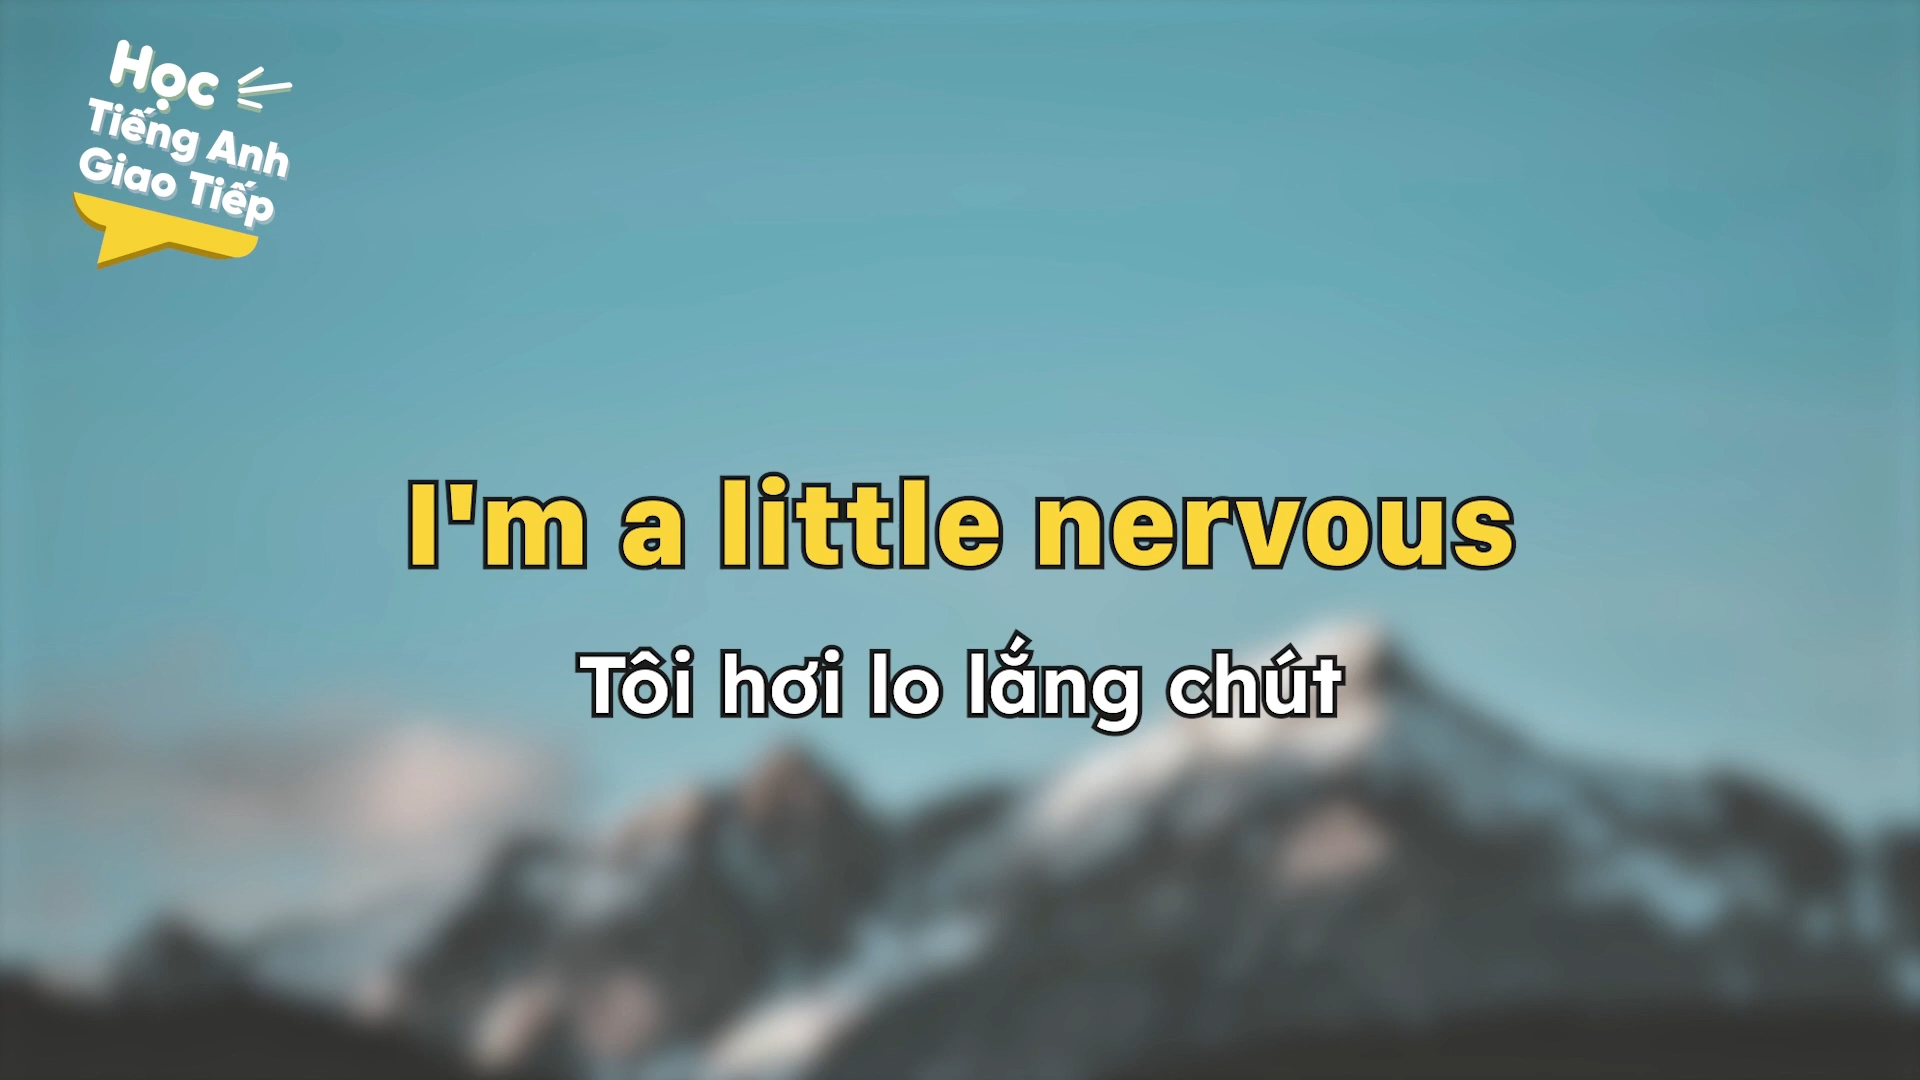 Học
Tiếng Anh
Giao Tiếp
I'm a little nervous
Tôi hơi lo lắng chút